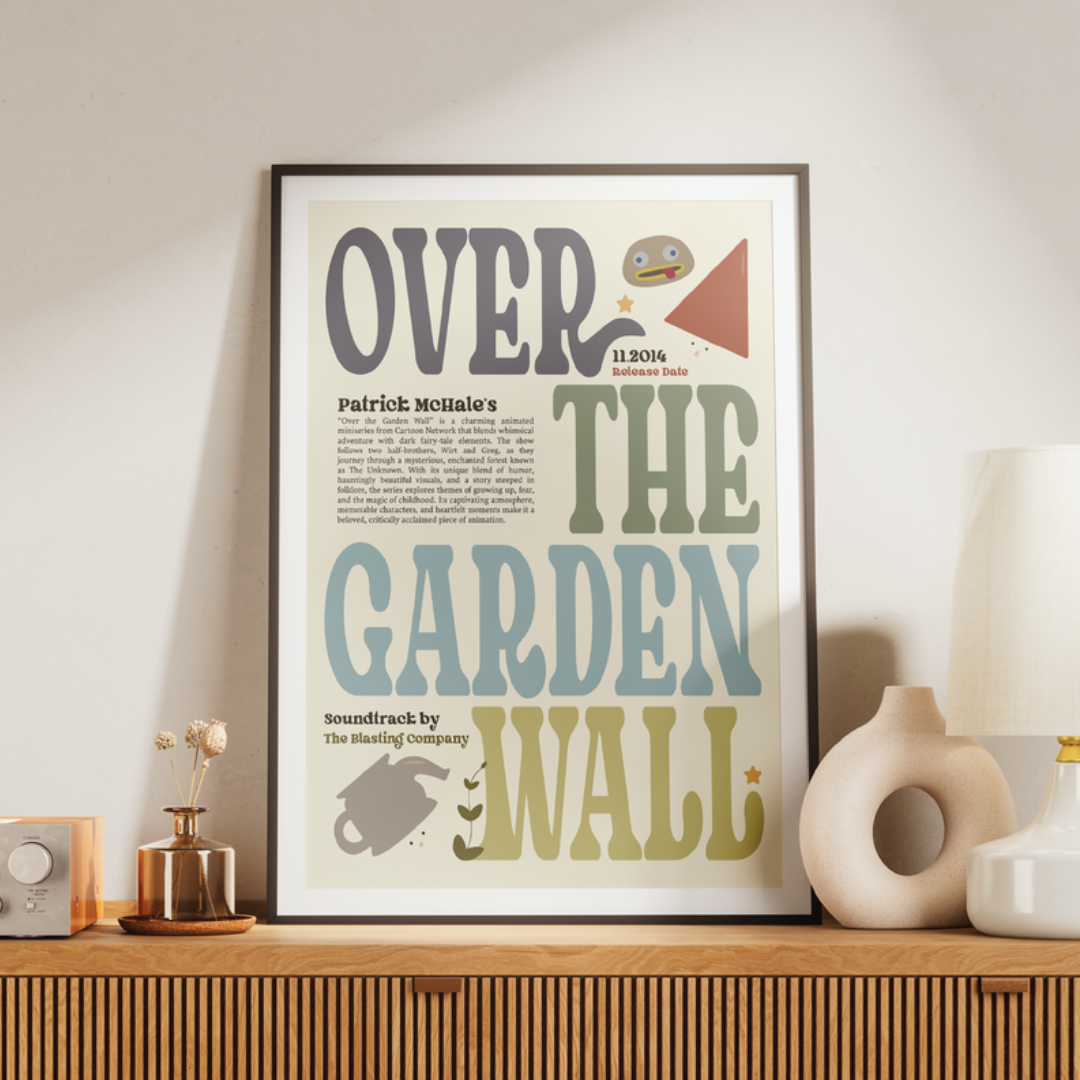 OVER
11.2014
Release Date
THE
Patrick McHale's
"Over the Garden Wall" is a charming animated
miniseries from Cartoon Network that blends whimsical
adventure with dark fairy-tale elements. The show
follows two half-brothers, Wirt and Greg, as they
journey through a mysterious, enchanted forest known
as The Unknown. With its unique blend of humor,
hauntingly beautiful visuals, and a story steeped in
folklore, the series explores themes of growing up, fear,
and the magic of childhood. Its captivating atmosphere,
memorable characters, and heartfelt moments make it a
beloved, critically acclaimed piece of animation.
GARDEN
Soundtrack by
The Blasting Company
WALL